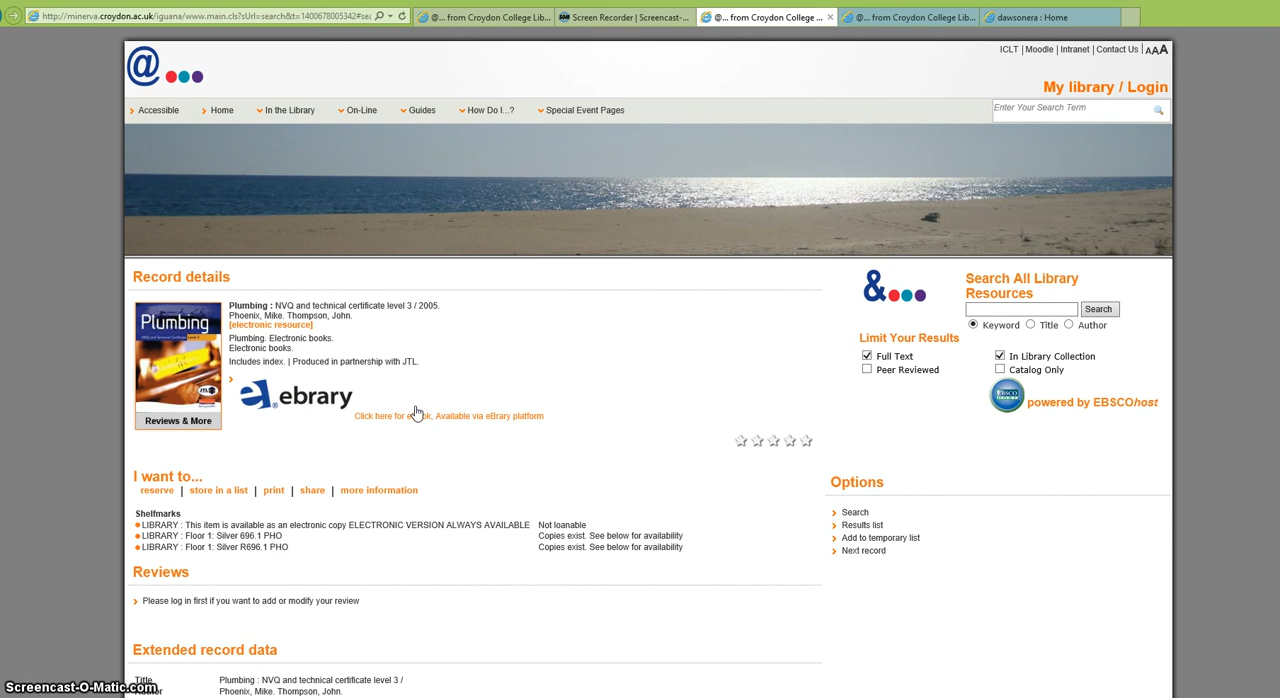 http://minerva.croydon.ac.uk/iguana/www.main.cls?sUrl=search&t=1400678005342#sea
@... from Croydon College Lib...
Screen Recorder | Screencast-...
@... from Croydon College ...
@... from Croydon College Lib...
dawsonera : Home
ICLT | Moodle | Intranet | Contact Us | AAA
@
My library / Login
Accessible Home In the Library On-Line Guides How Do I...? Special Event Pages
Enter Your Search Term
Record details
Plumbing : NVQ and technical certificate level 3 / 2005.
Phoenix, Mike. Thompson, John.
[electronic resource]
Plumbing. Electronic books.
Electronic books.
Includes index. | Produced in partnership with JTL.
Plumbing
JTL
Reviews & More
ebrary
Click here for Available via eBrary platform
I want to...
reserve | store in a list | print | share | more information
Shelfmarks
LIBRARY : This item is available as an electronic copy ELECTRONIC VERSION ALWAYS AVAILABLE Not loanable
LIBRARY : Floor 1: Silver 696.1 PHO Copies exist. See below for availability
LIBRARY : Floor 1: Silver R696.1 PHO Copies exist. See below for availability
Reviews
Please log in first if you want to add or modify your review
Extended record data
Title Plumbing : NVQ and technical certificate level 3 /
Author Phoenix, Mike. Thompson, John.
&
Search All Library
Resources
Search
Keyword Title Author
Limit Your Results
Full Text In Library Collection
Peer Reviewed Catalog Only
EBSCO HOST
powered by EBSCOhost
Options
Search
Results list
Add to temporary list
Next record
Screencast-O-Matic.com